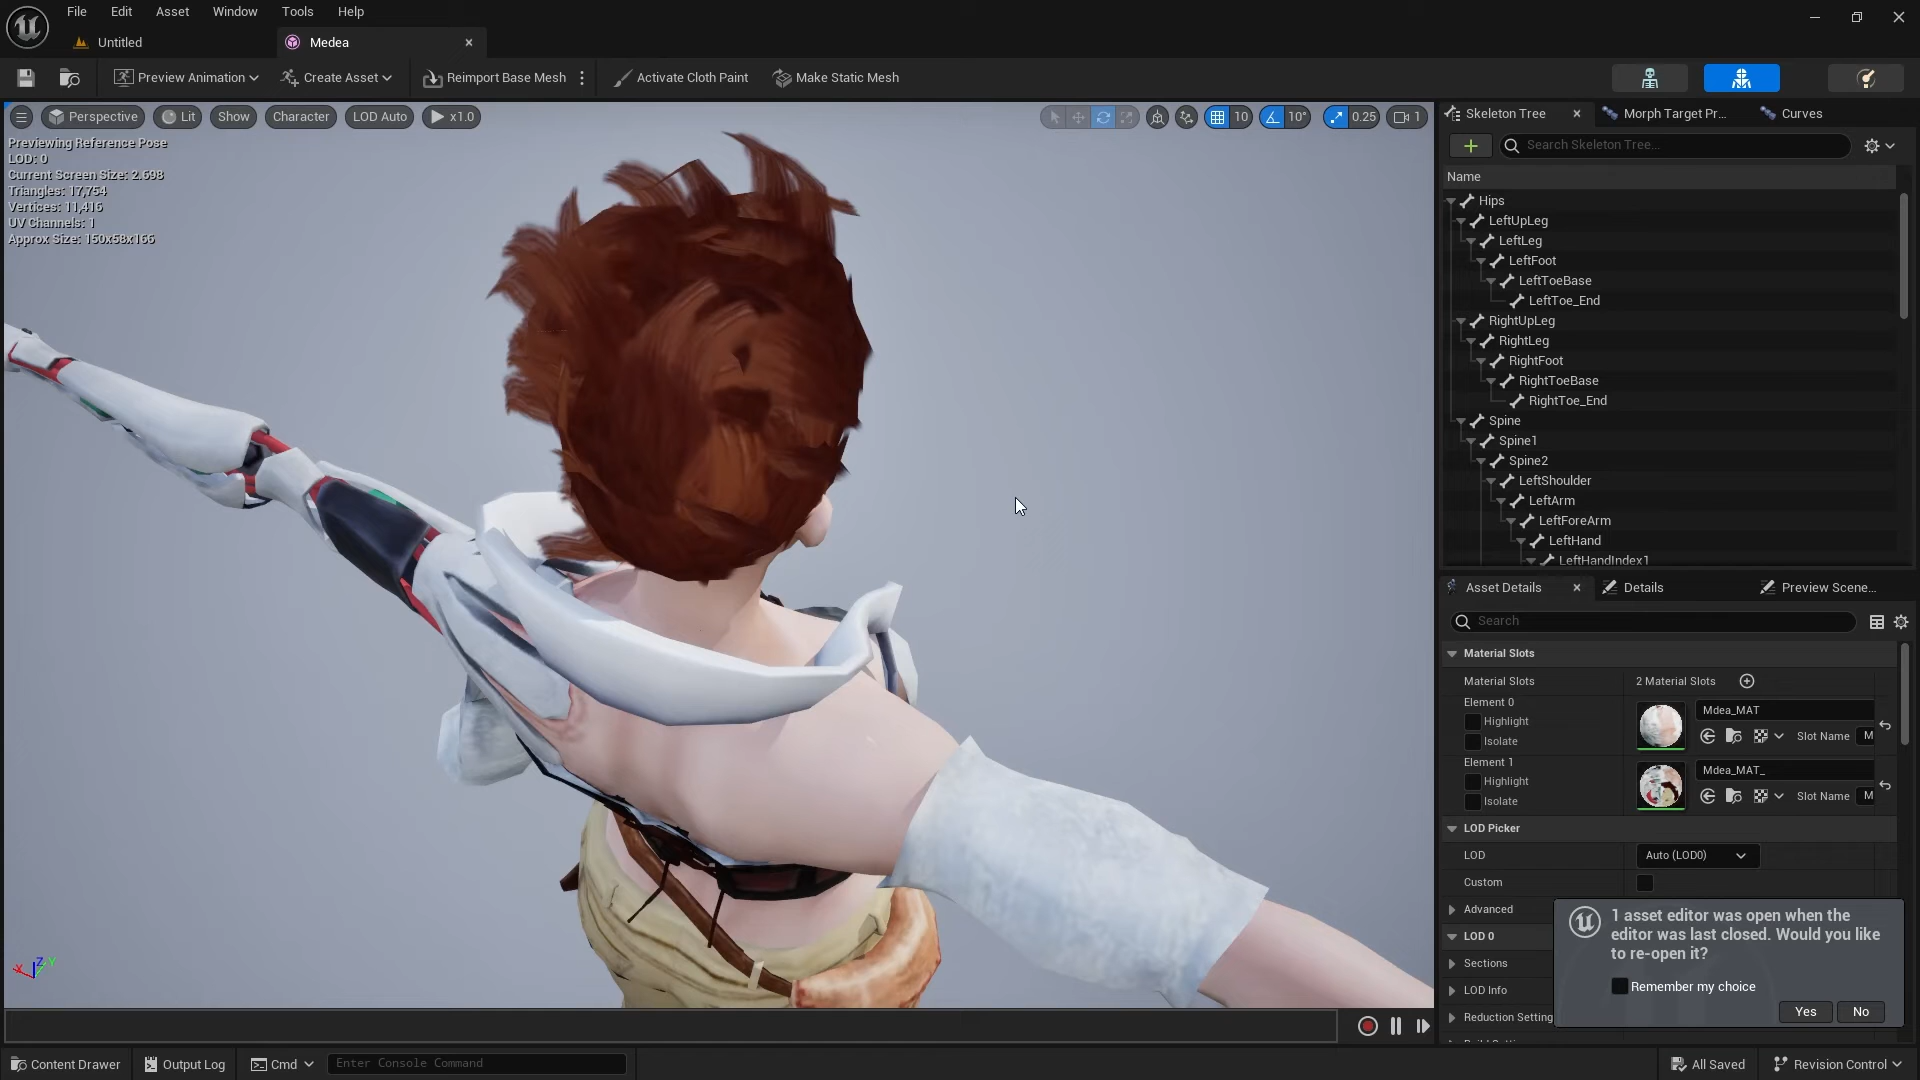 File Edit Asset Window Tools Help
Untitled Medea
Preview Animation Create Asset Reimport Base Mesh Activate Cloth Paint Make Static Mesh
Perspective Lit Show Character LOD Auto x1.0 10 10° 0.25 1
Previewing Reference Pose
LOD: 0
Current Screen Size: 2.698
Triangles: 17,754
Vertices: 11,416
UV Channels: 1
Approx Size: 150x58x166
X Z Y
Skeleton Tree Morph Target Pr... Curves
Search Skeleton Tree...
Name
Hips
LeftUpLeg
LeftLeg
LeftFoot
LeftToeBase
LeftToe_End
RightUpLeg
RightLeg
RightFoot
RightToeBase
RightToe_End
Spine
Spine1
Spine2
LeftShoulder
LeftArm
LeftForeArm
LeftHand
LeftHandIndex1
Asset Details Details Preview Scene...
Search
Material Slots
Material Slots 2 Material Slots
Element 0 Mdea_MAT
Highlight
Isolate Slot Name M
Element 1 Mdea_MAT_
Highlight
Isolate Slot Name M
LOD Picker
LOD Auto (LOD0)
Custom
Advanced
LOD 0
Sections
LOD Info
Reduction Setting
1 asset editor was open when the
editor was last closed. Would you like
to re-open it?
Remember my choice
Yes No
Content Drawer Output Log Cmd Enter Console Command All Saved Revision Control